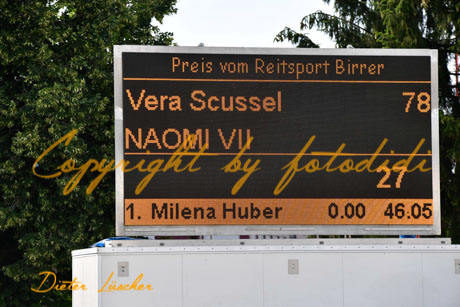 Preis vom Reitsport Birrer
Vera Scussel 78
NAOMI VII
Copyright by fotodidi
27
1. Milena Huber 0.00 46.05
Dieter Lüscher